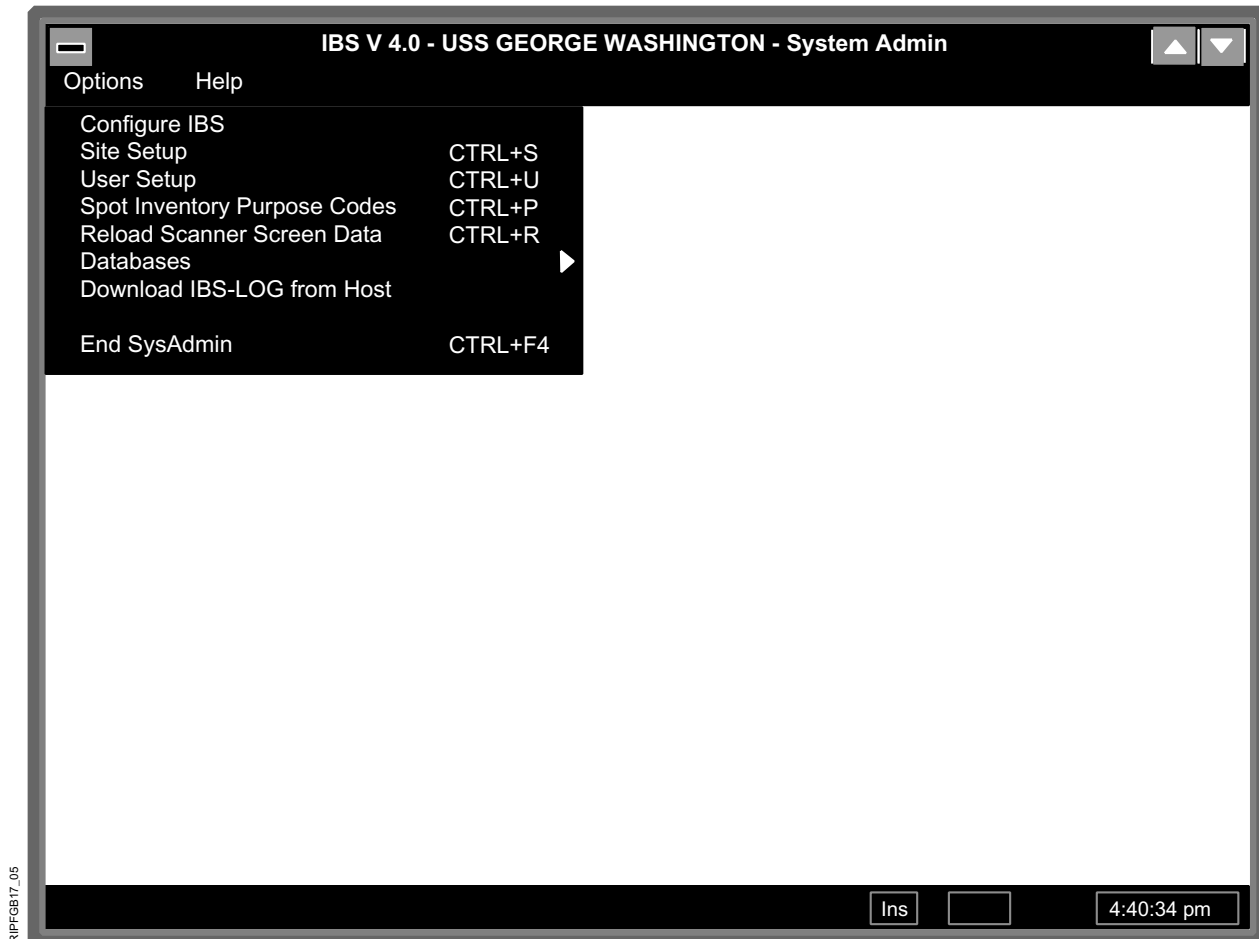 IBS V 4.0 - USS GEORGE WASHINGTON - System Admin
Options Help
Configure IBS
Site Setup CTRL+S
User Setup CTRL+U
Spot Inventory Purpose Codes CTRL+P
Reload Scanner Screen Data CTRL+R
Databases
Download IBS-LOG from Host
End SysAdmin CTRL+F4
Ins 4:40:34 pm
RIPFGB17_05